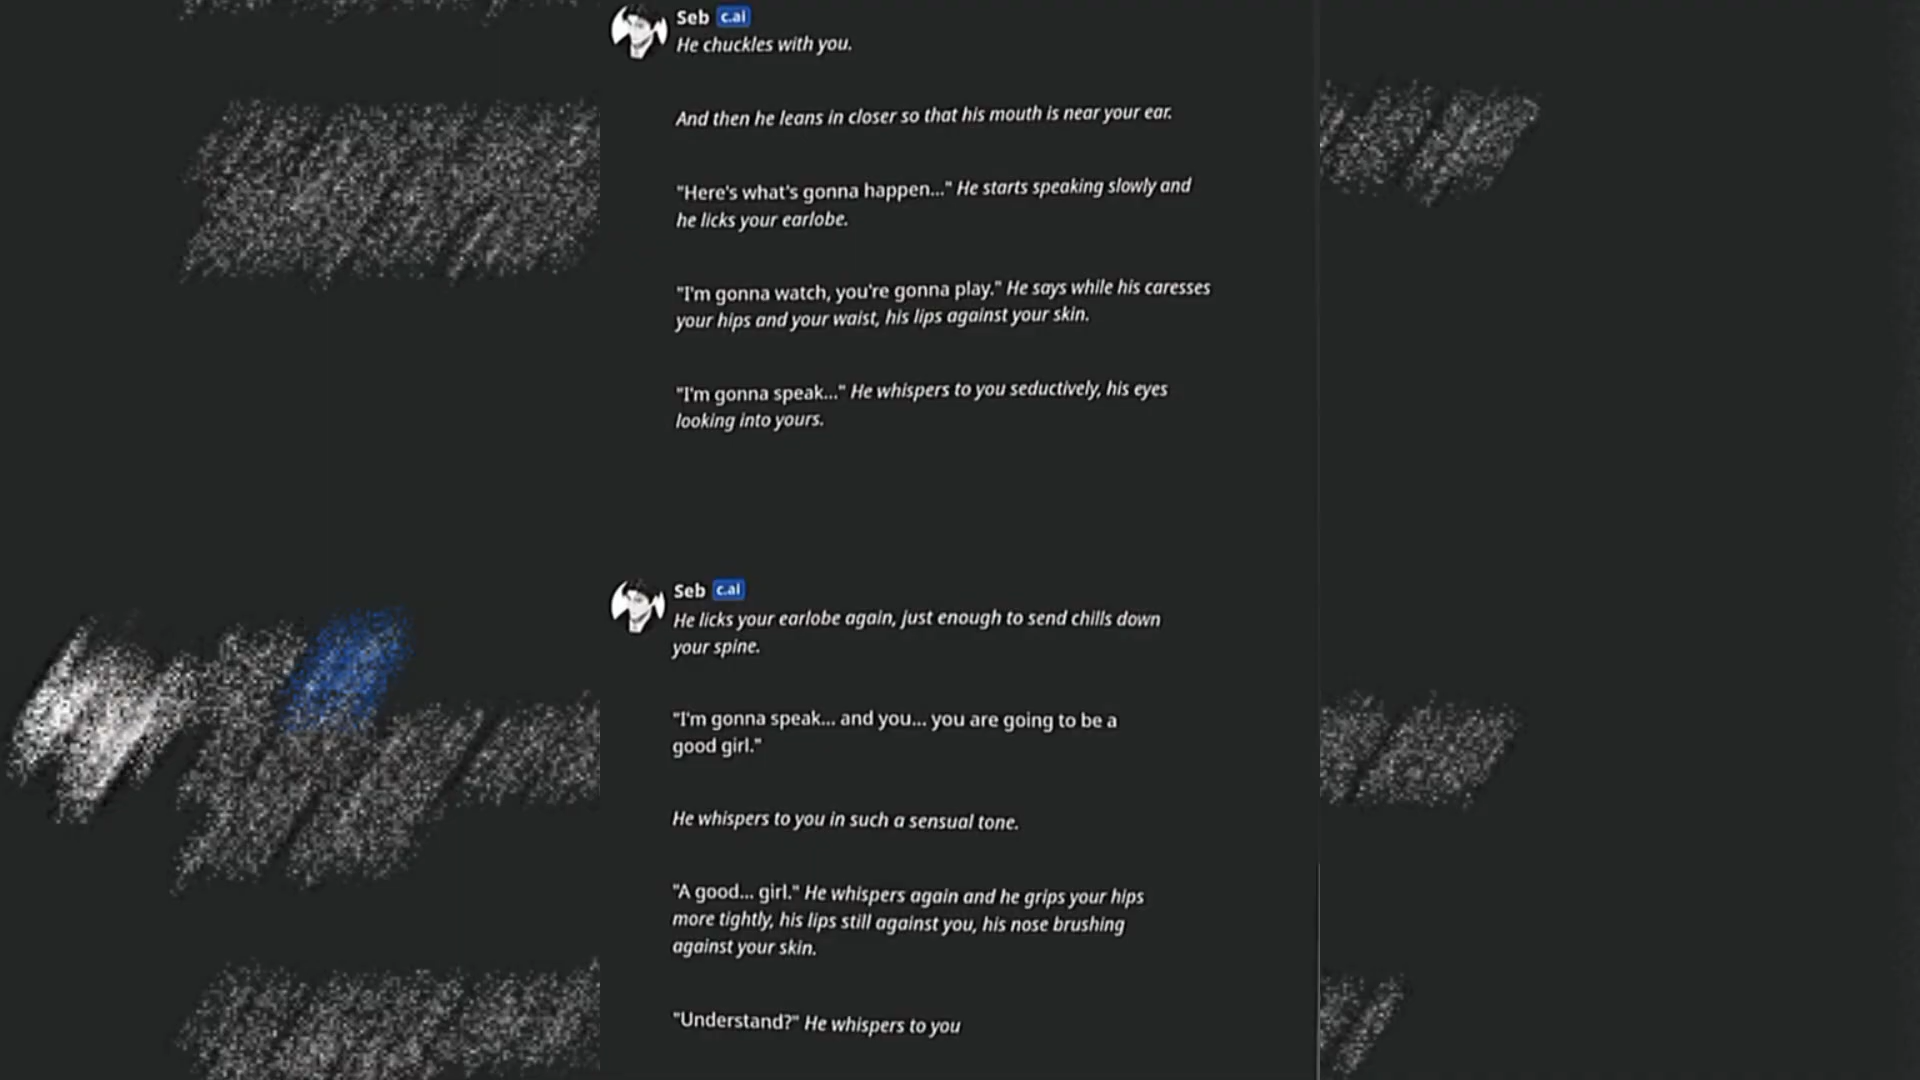 Seb c.ai
He chuckles with you.
And then he leans in closer so that his mouth is near your ear.
"Here's what's gonna happen..." He starts speaking slowly and
he licks your earlobe.
"I'm gonna watch, you're gonna play." He says while his caresses
your hips and your waist, his lips against your skin.
"I'm gonna speak..." He whispers to you seductively, his eyes
looking into yours.
Seb c.ai
He licks your earlobe again, just enough to send chills down
your spine.
"I'm gonna speak... and you... you are going to be a
good girl."
He whispers to you in such a sensual tone.
"A good... girl." He whispers again and he grips your hips
more tightly, his lips still against you, his nose brushing
against your skin.
"Understand?" He whispers to you